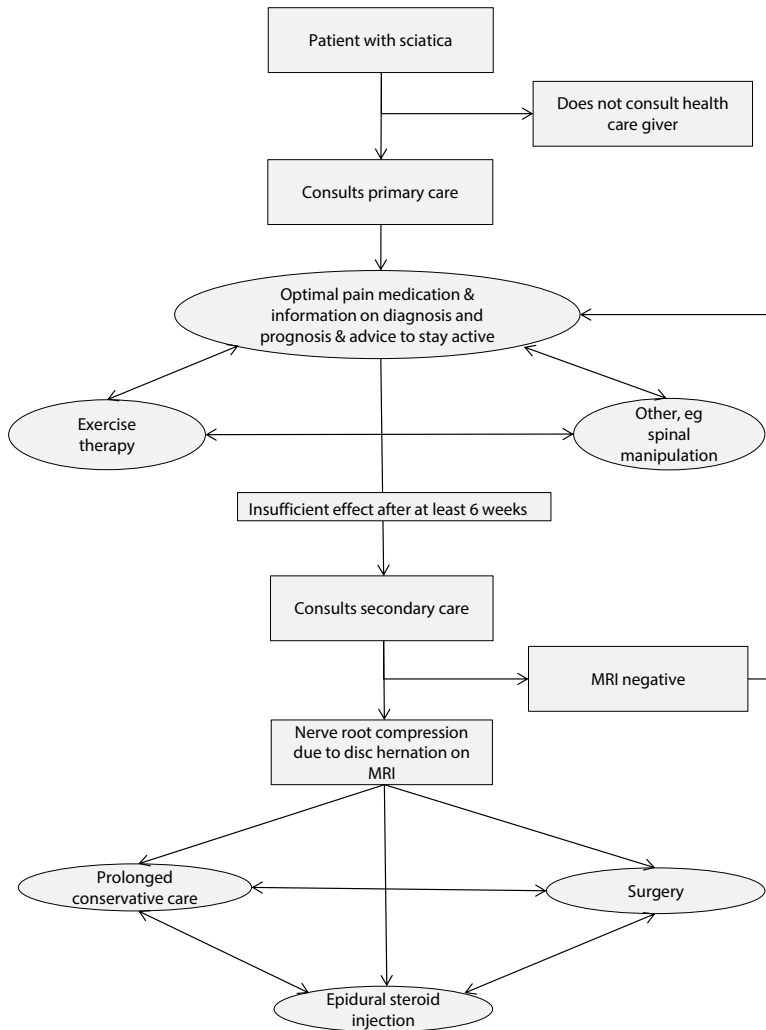 Patient with sciatica
Does not consult health
care giver
Consults primary care
Optimal pain medication &
information on diagnosis and
prognosis & advice to stay active
Exercise
therapy
Other, eg
spinal
manipulation
Insufficient effect after at least 6 weeks
Consults secondary care
MRI negative
Nerve root compression
due to disc hernation on
MRI
Prolonged
conservative care
Surgery
Epidural steroid
injection